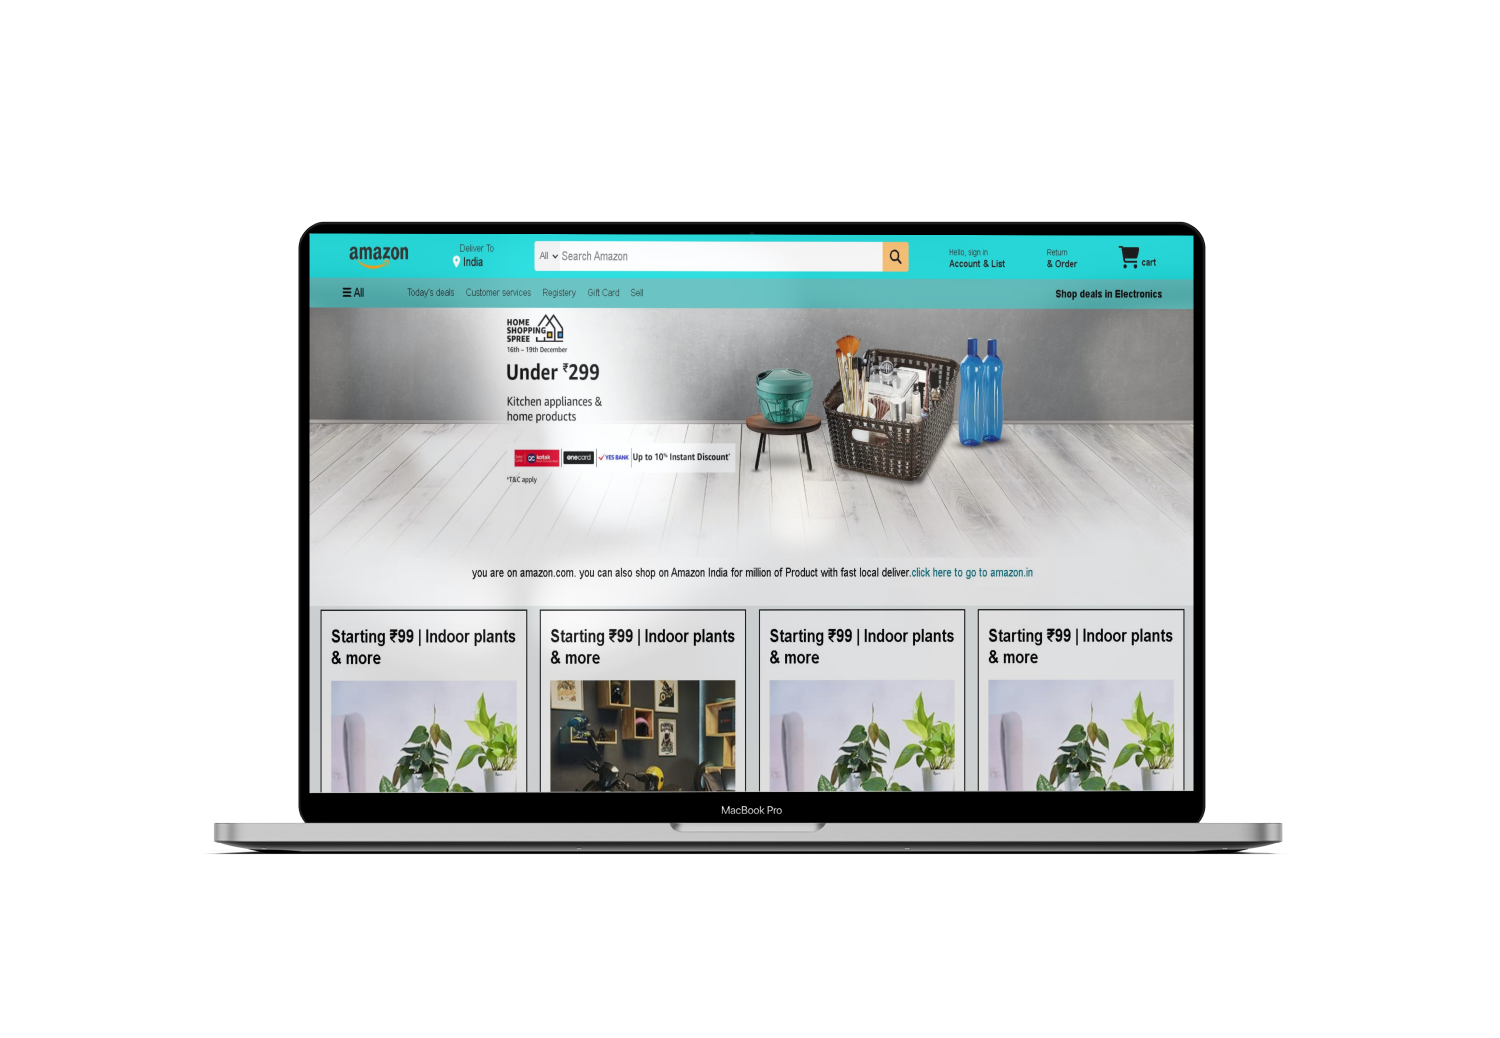 amazon
Deliver To
India
All
Search Amazon
Hello, sign in
Account & List
Return
& Order
cart
All
Today's deals
Customer services
Registery
Gift Card
Sell
Shop deals in Electronics
HOME
SHOPPING
SPREE
16th – 19th December
Under ₹299
Kitchen appliances &
home products
kotak
onecard
YES BANK
Up to 10% Instant Discount*
*T&C apply
you are on amazon.com. you can also shop on Amazon India for million of Product with fast local deliver.click here to go to amazon.in
Starting ₹99 | Indoor plants
& more
Starting ₹99 | Indoor plants
& more
Starting ₹99 | Indoor plants
& more
Starting ₹99 | Indoor plants
& more
MacBook Pro